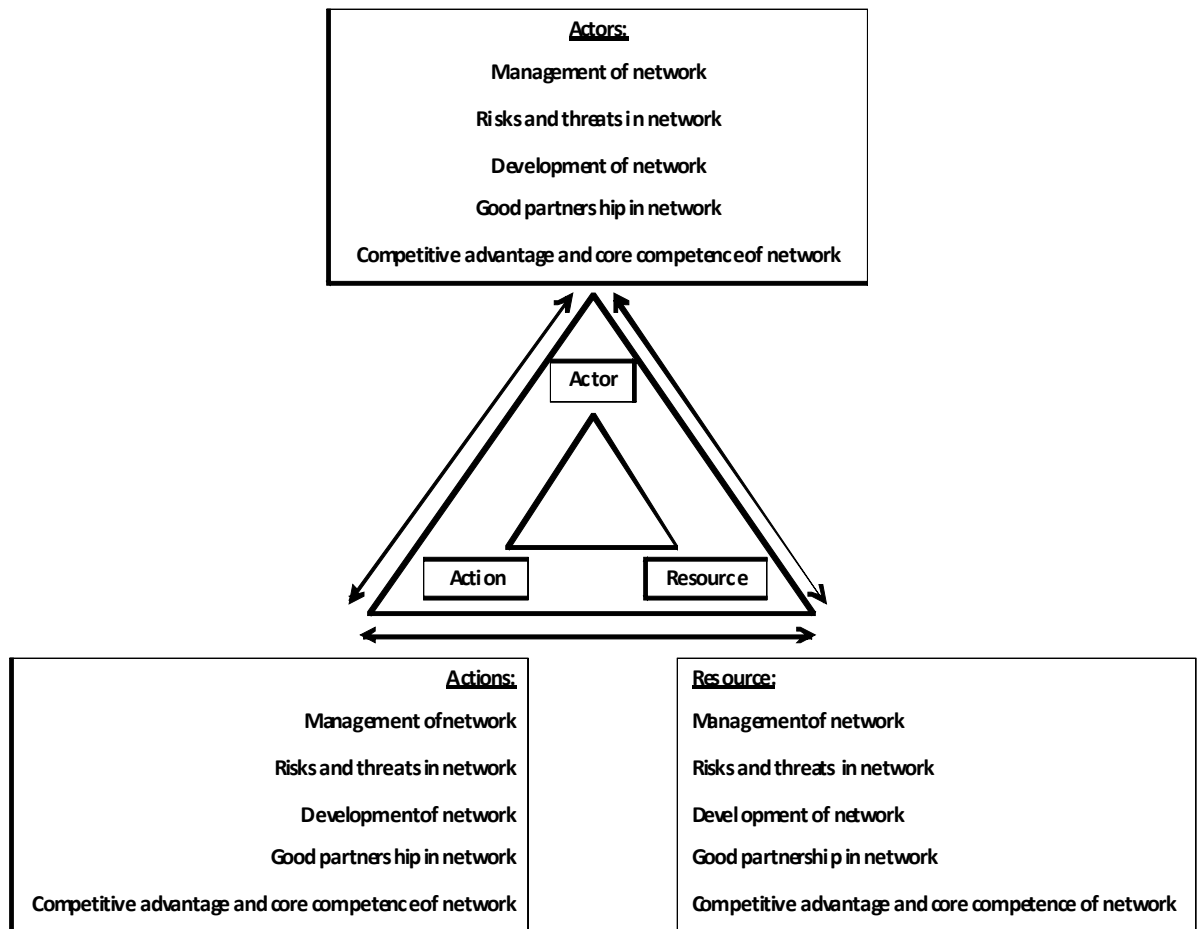 Actors:
Management of network
Risks and threats in network
Development of network
Good partnership in network
Competitive advantage and core competence of network
Actor
Action
Resource
Actions:
Management of network
Risks and threats in network
Development of network
Good partnership in network
Competitive advantage and core competence of network
Resource:
Management of network
Risks and threats in network
Development of network
Good partnership in network
Competitive advantage and core competence of network